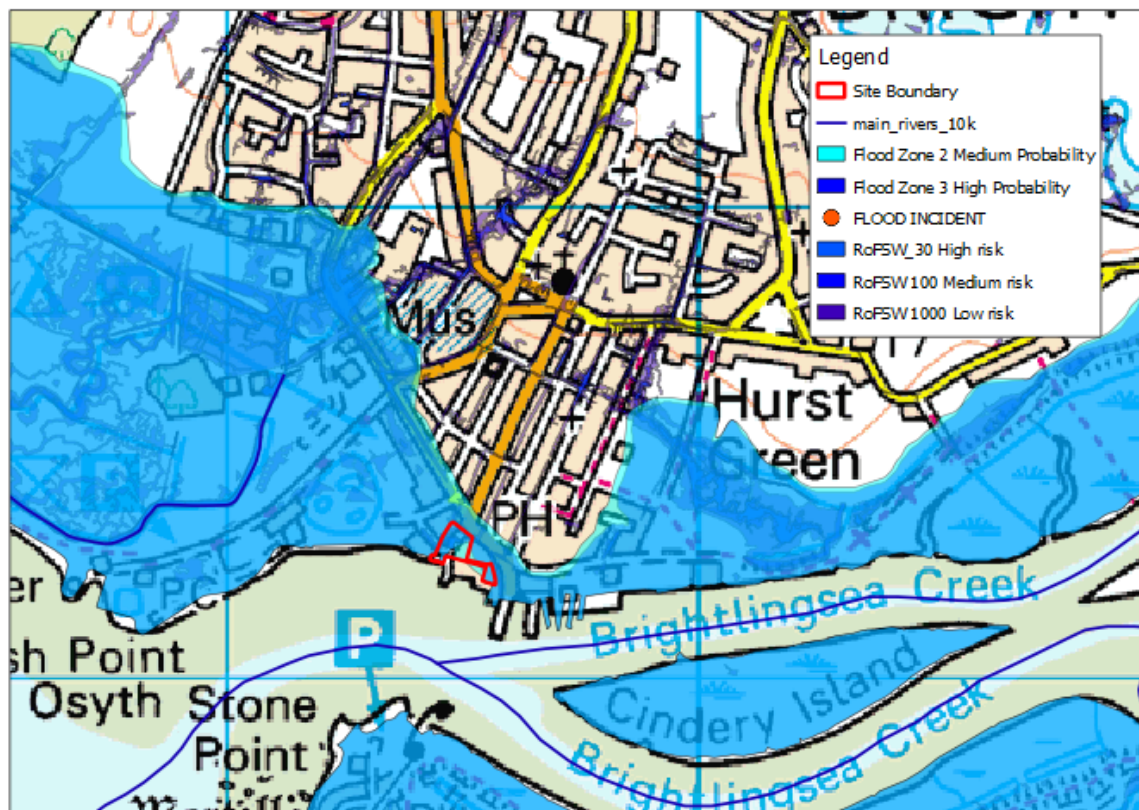 Legend
Site Boundary
main_rivers_10k
Flood Zone 2 Medium Probability
Flood Zone 3 High Probability
FLOOD INCIDENT
RoFSW_30 High risk
RoFSW100 Medium risk
RoFSW1000 Low risk
Mus
17
Hurst
Green
PH
PC
er
sh Point
P
Brightlingsea Creek
Osyth Stone
Point
Cindery Island
Brightlingsea Creek